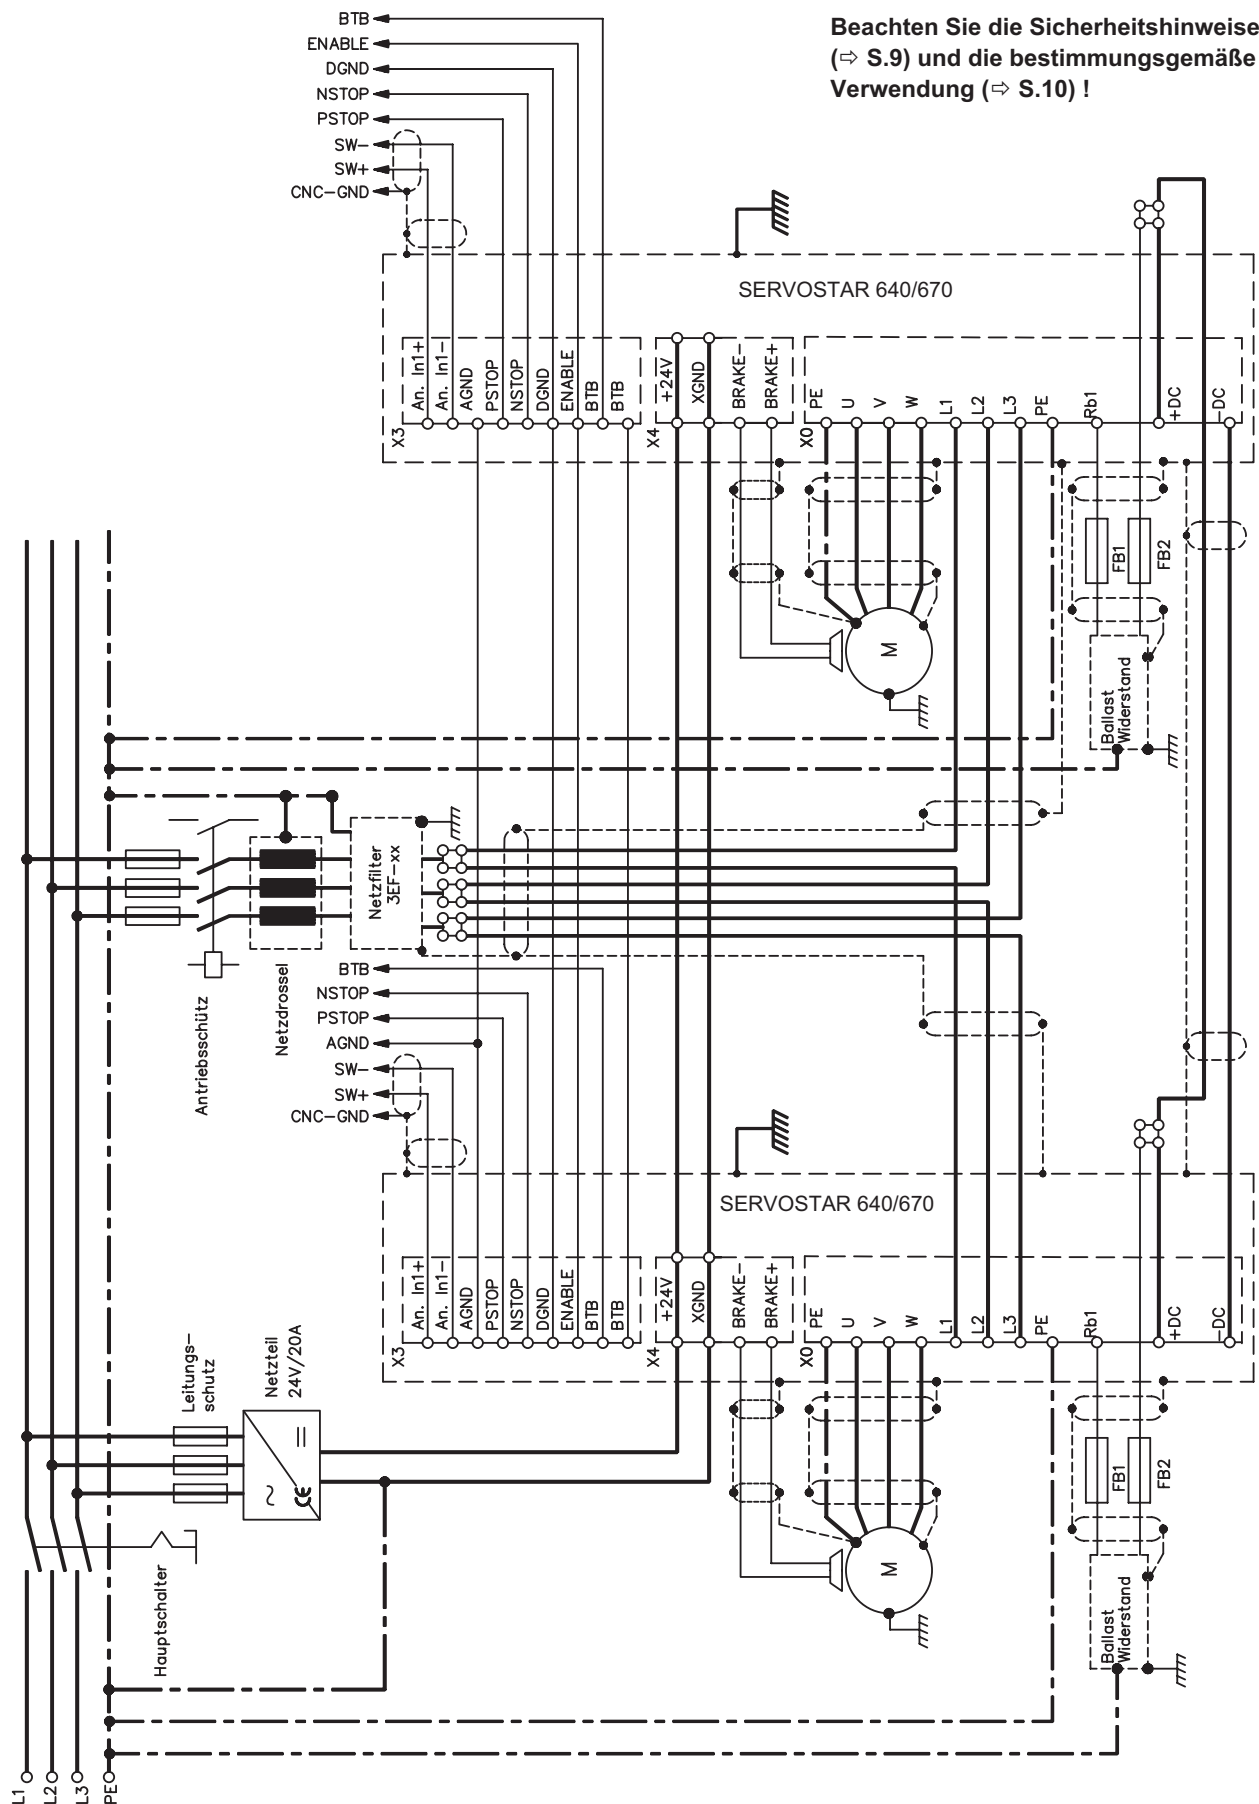 Beachten Sie die Sicherheitshinweise
(⇨ S.9) und die bestimmungsgemäße
Verwendung (⇨ S.10) !
BTB
ENABLE
DGND
NSTOP
PSTOP
SW-
SW+
CNC-GND
SERVOSTAR 640/670
X3
An. In1+
An. In1-
AGND
PSTOP
NSTOP
DGND
ENABLE
BTB
BTB
X4
+24V
XGND
BRAKE-
BRAKE+
X0
PE
U
V
W
L1
L2
L3
PE
Rb1
+DC
-DC
FB1
FB2
M
Ballast
Widerstand
Netzfilter
3EF-xx
Netzdrossel
Antriebsschütz
BTB
NSTOP
PSTOP
AGND
SW-
SW+
CNC-GND
SERVOSTAR 640/670
X3
An. In1+
An. In1-
AGND
PSTOP
NSTOP
DGND
ENABLE
BTB
BTB
X4
+24V
XGND
BRAKE-
BRAKE+
X0
PE
U
V
W
L1
L2
L3
PE
Rb1
+DC
-DC
Leitungs-
schutz
Netzteil
24V/20A
~
=
CE
FB1
FB2
M
Ballast
Widerstand
Hauptschalter
L1
L2
L3
PE